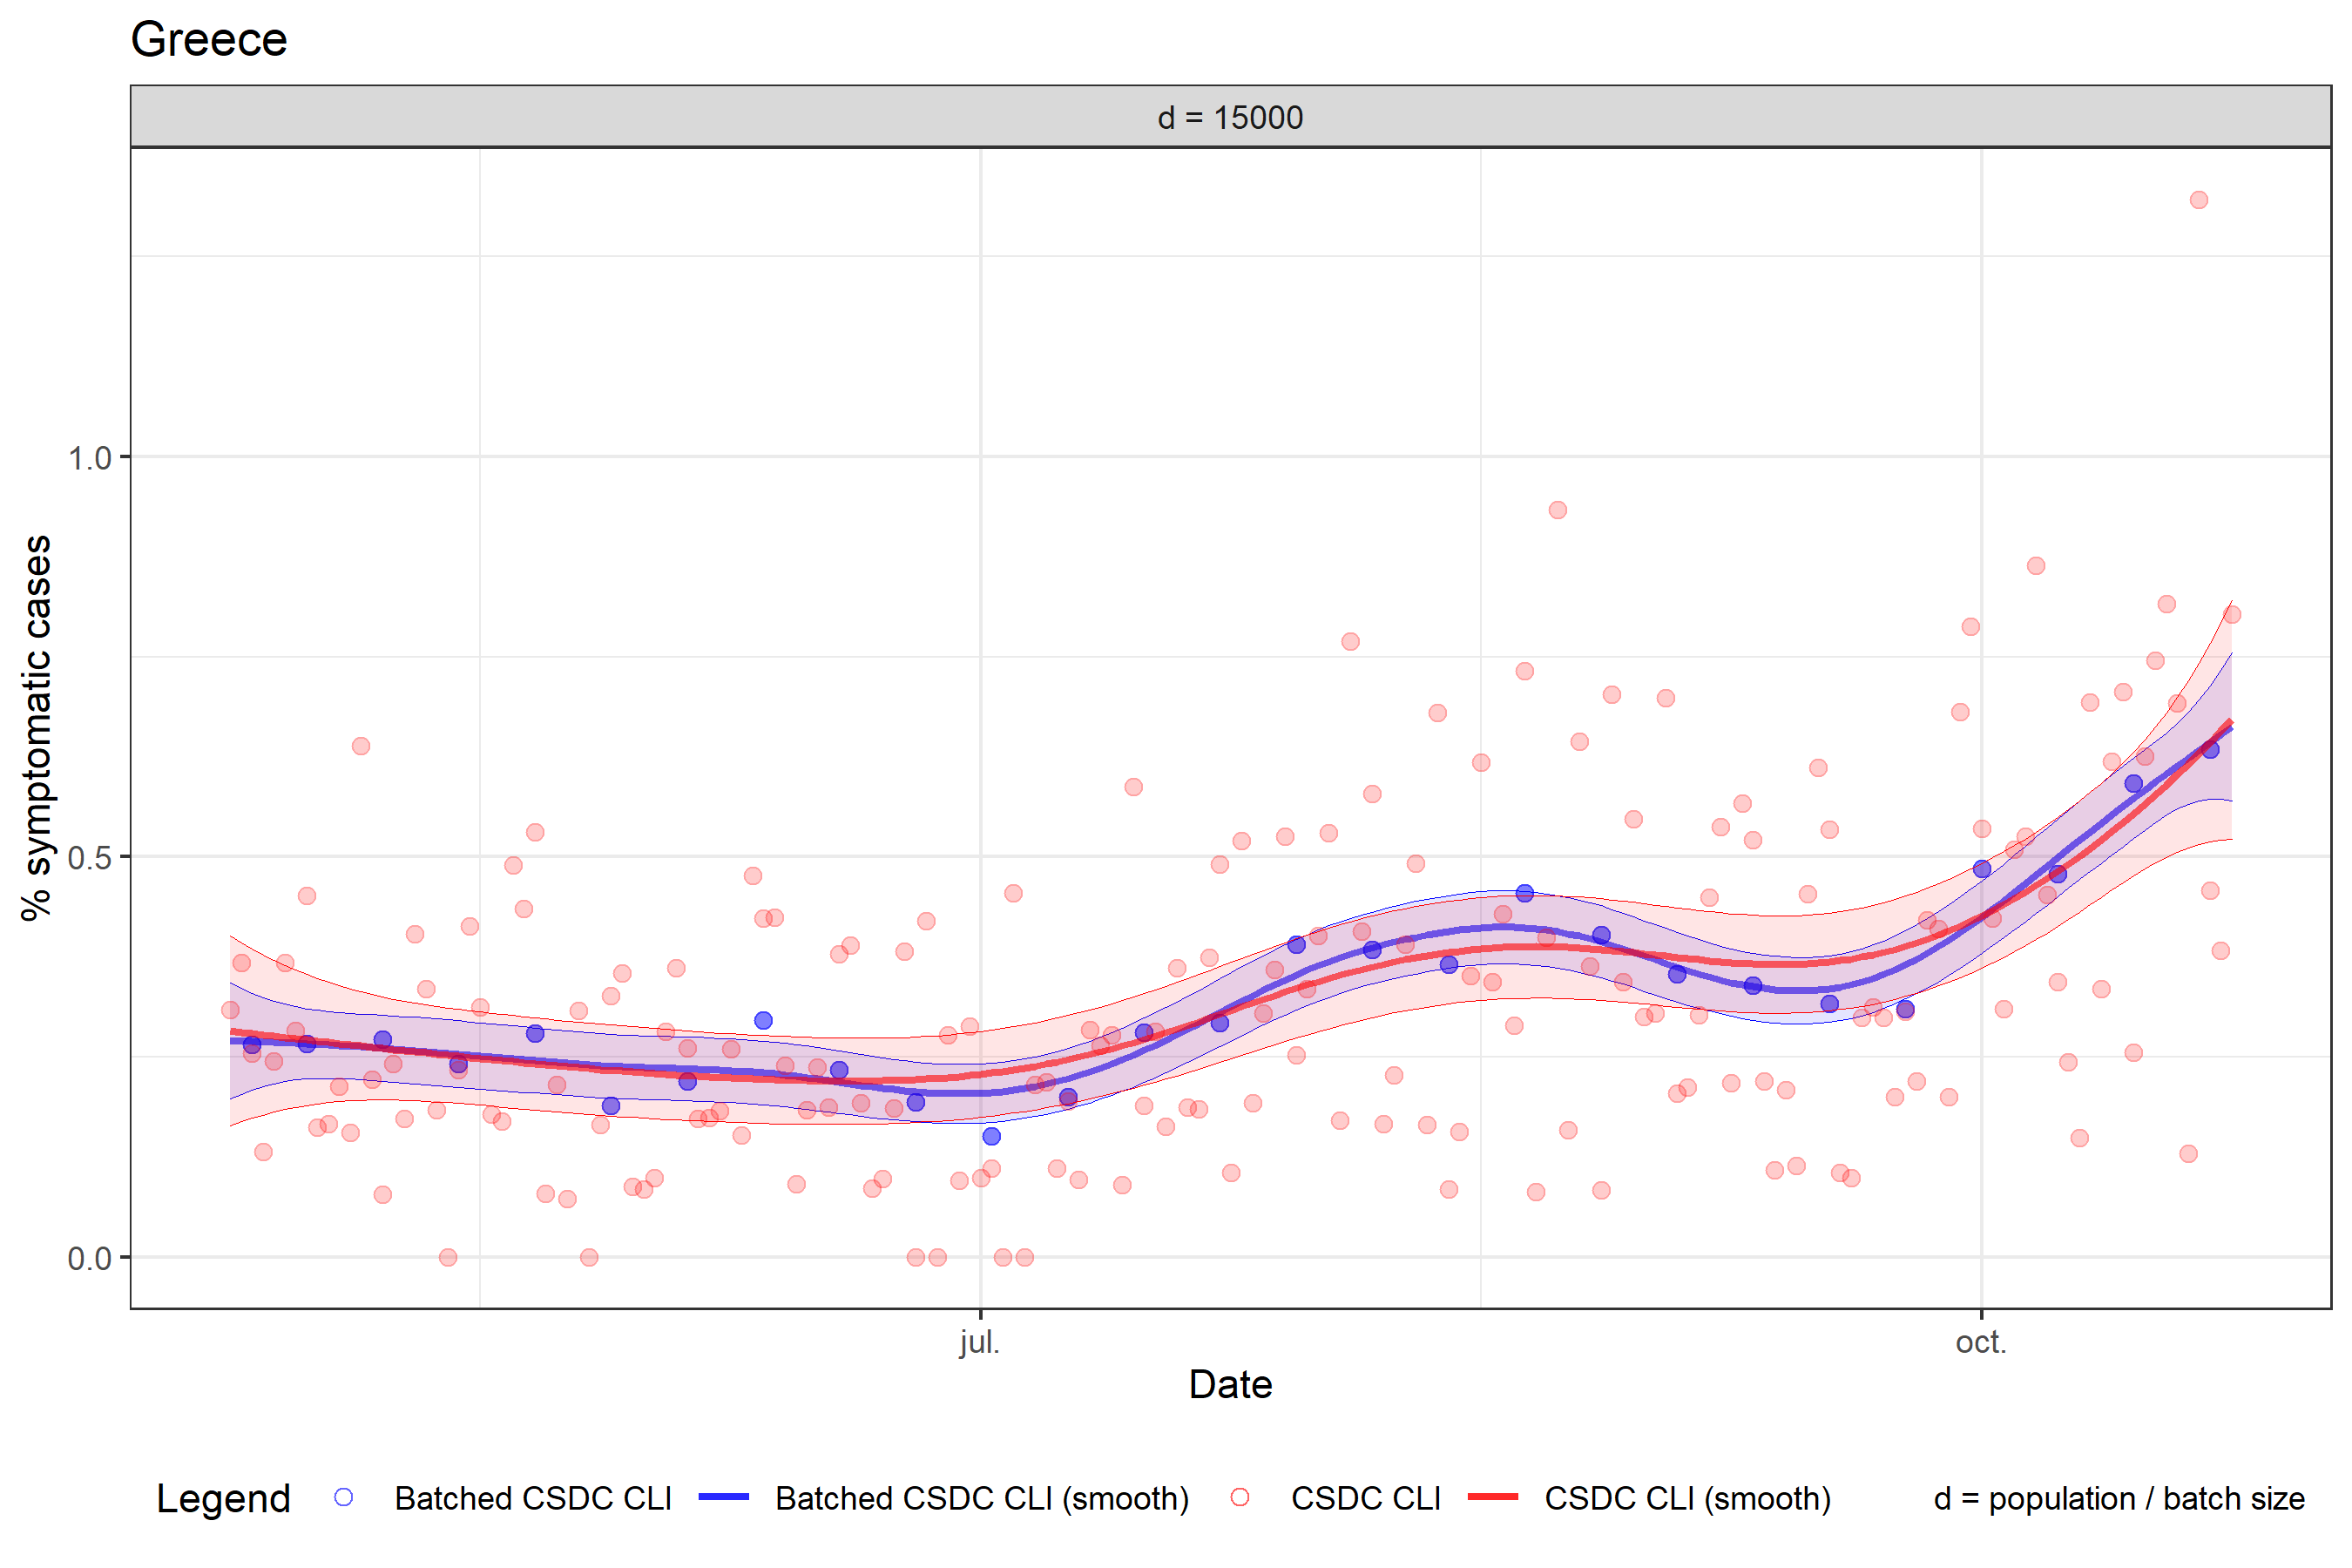 Greece
d = 15000
% symptomatic cases
1.0
0.5
0.0
jul.
oct.
Date
Legend
Batched CSDC CLI
Batched CSDC CLI (smooth)
CSDC CLI
CSDC CLI (smooth)
d = population / batch size